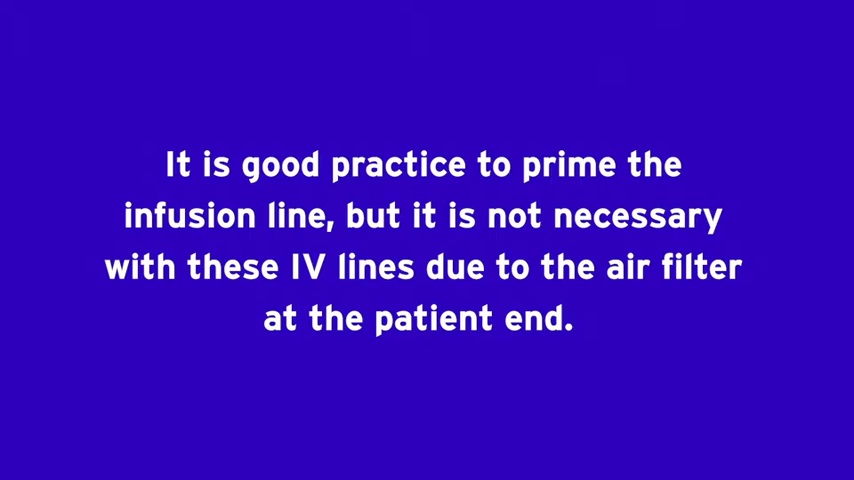 It is good practice to prime the
infusion line, but it is not necessary
with these IV lines due to the air filter
at the patient end.